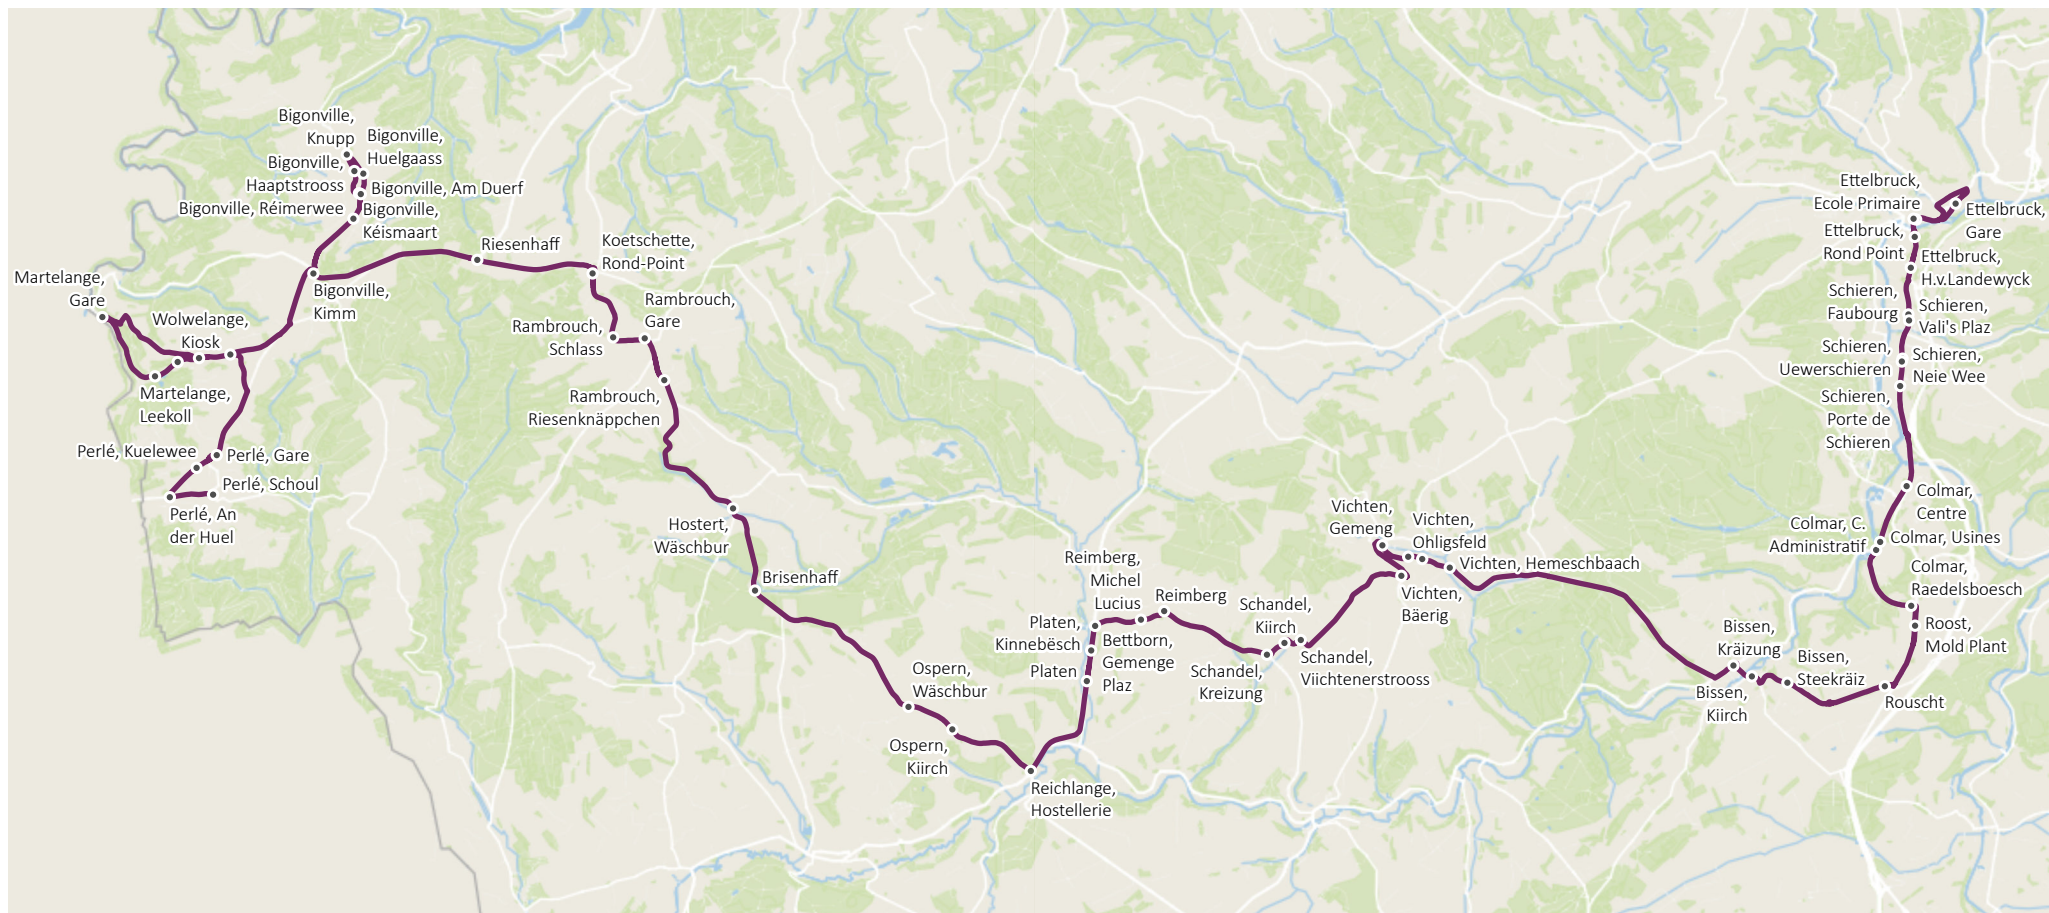 Bigonville,
Knupp
Bigonville,
Huelgaass
Bigonville,
Haaptstrooss
Bigonville, Am Duerf
Bigonville, Réimerwee
Bigonville,
Kéismaart
Riesenhaff
Koetschette,
Rond-Point
Martelange,
Gare
Bigonville,
Kimm
Wolwelange,
Kiosk
Rambrouch,
Gare
Rambrouch,
Schlass
Martelange,
Leekoll
Rambrouch,
Riesenknäppchen
Perlé, Kuelewee
Perlé, Gare
Perlé, Schoul
Perlé, An
der Huel
Hostert,
Wäschbur
Brisenhaff
Ospern,
Wäschbur
Ospern,
Kiirch
Reichlange,
Hostellerie
Reimberg,
Michel
Lucius
Reimberg
Platen,
Kinnebësch
Bettborn,
Gemenge
Plaz
Platen
Schandel,
Kiirch
Schandel,
Kreizung
Schandel,
Viichtenerstrooss
Vichten,
Gemeng
Vichten,
Ohligsfeld
Vichten, Hemeschbaach
Vichten,
Bäerig
Bissen,
Kräizung
Bissen,
Kiirch
Bissen,
Steekräiz
Rouscht
Roost,
Mold Plant
Colmar,
Raedelsboesch
Colmar, C.
Administratif
Colmar, Usines
Colmar,
Centre
Schieren,
Porte de
Schieren
Schieren,
Neie Wee
Schieren,
Uewerschieren
Schieren,
Vali's Plaz
Schieren,
Faubourg
Ettelbruck,
H.v.Landewyck
Ettelbruck,
Rond Point
Ettelbruck,
Ecole Primaire
Ettelbruck,
Gare